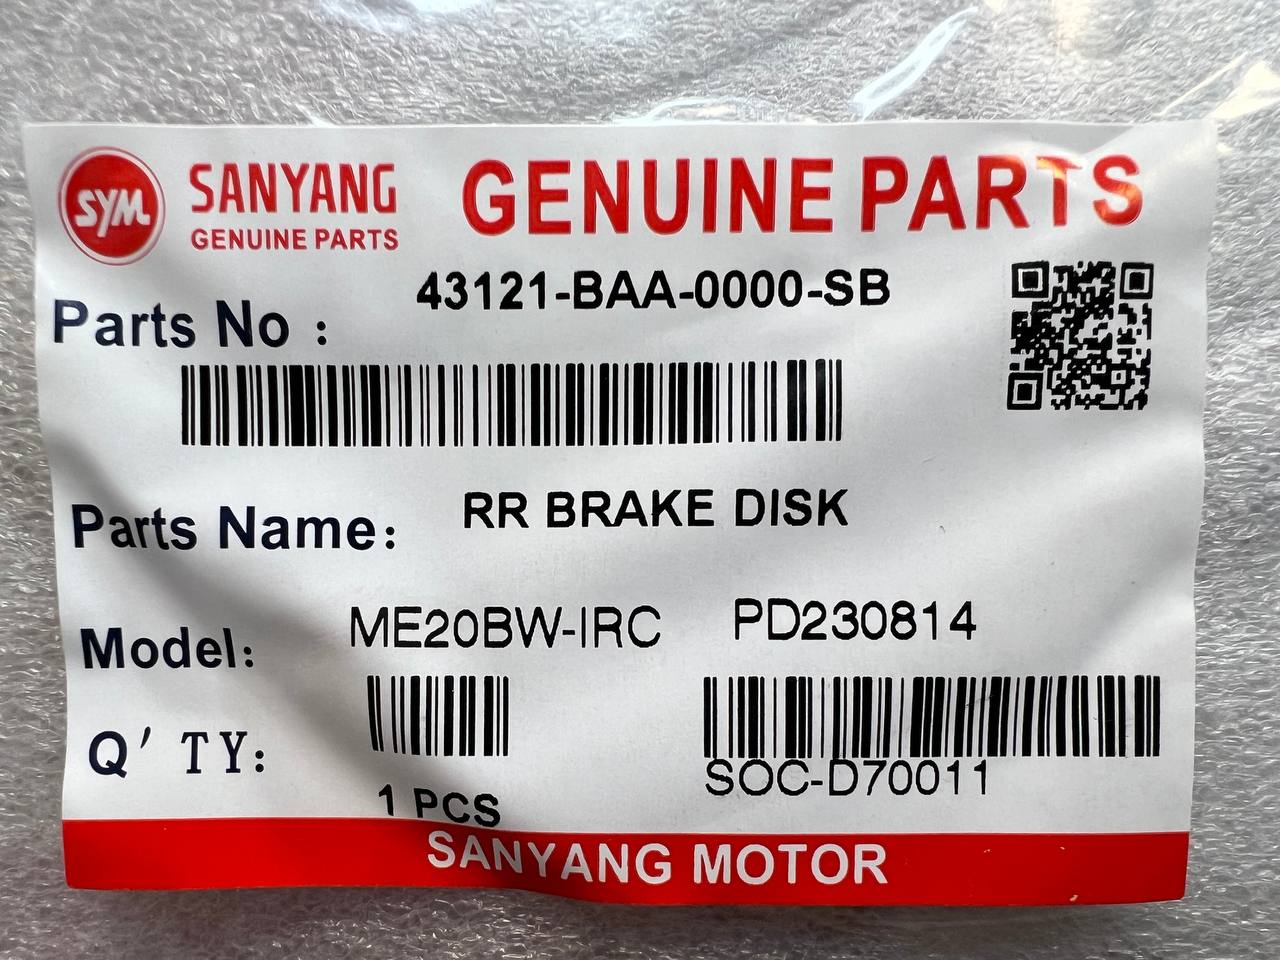 SYM
SANYANG
GENUINE PARTS
GENUINE PARTS
43121-BAA-0000-SB
Parts No :
RR BRAKE DISK
Parts Name:
ME20BW-IRC PD230814
Model:
Q' TY:
SOC-D70011
1 PCS
SANYANG MOTOR